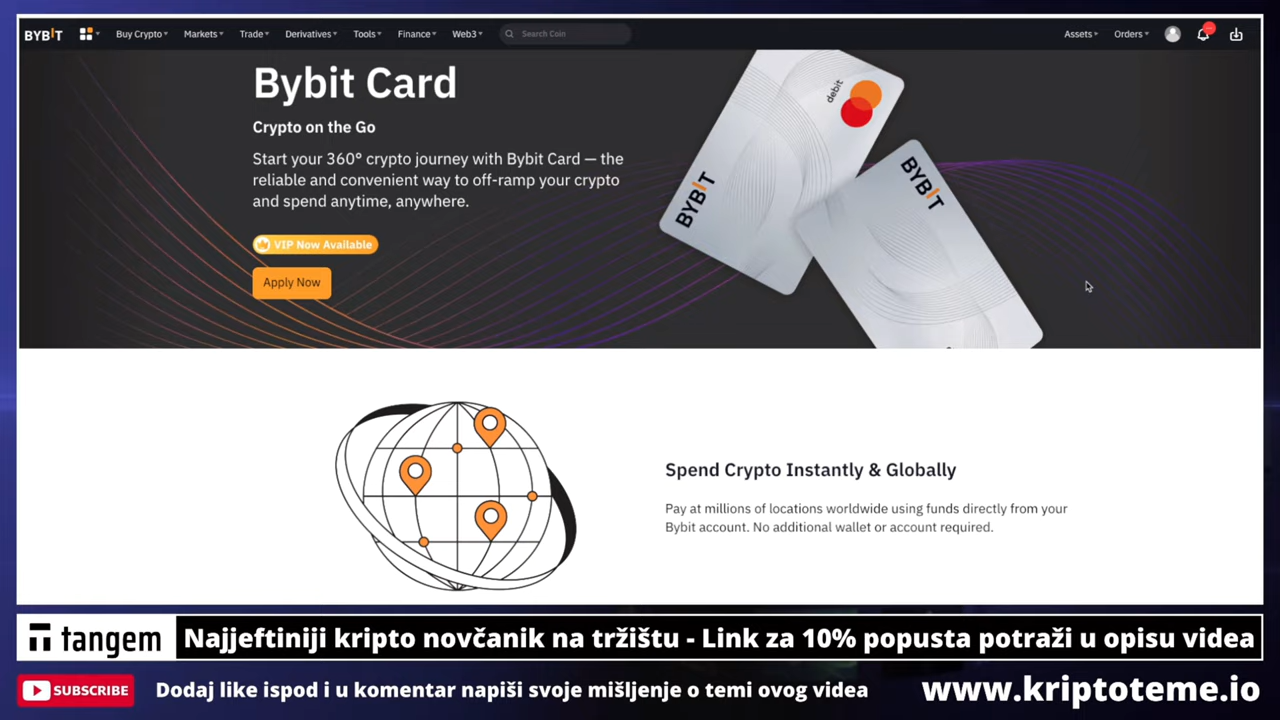 BYBIT Buy Crypto Markets Trade Derivatives Tools Finance Web3 Search Coin Assets Orders
Bybit Card
Crypto on the Go
Start your 360° crypto journey with Bybit Card — the
reliable and convenient way to off-ramp your crypto
and spend anytime, anywhere.
VIP Now Available
Apply Now
debit
BYBIT
BYBIT
Spend Crypto Instantly & Globally
Pay at millions of locations worldwide using funds directly from your
Bybit account. No additional wallet or account required.
tangem Najjeftiniji kripto novčanik na tržištu - Link za 10% popusta potraži u opisu videa
SUBSCRIBE Dodaj like ispod i u komentar napiši svoje mišljenje o temi ovog videa www.kriptoteme.io